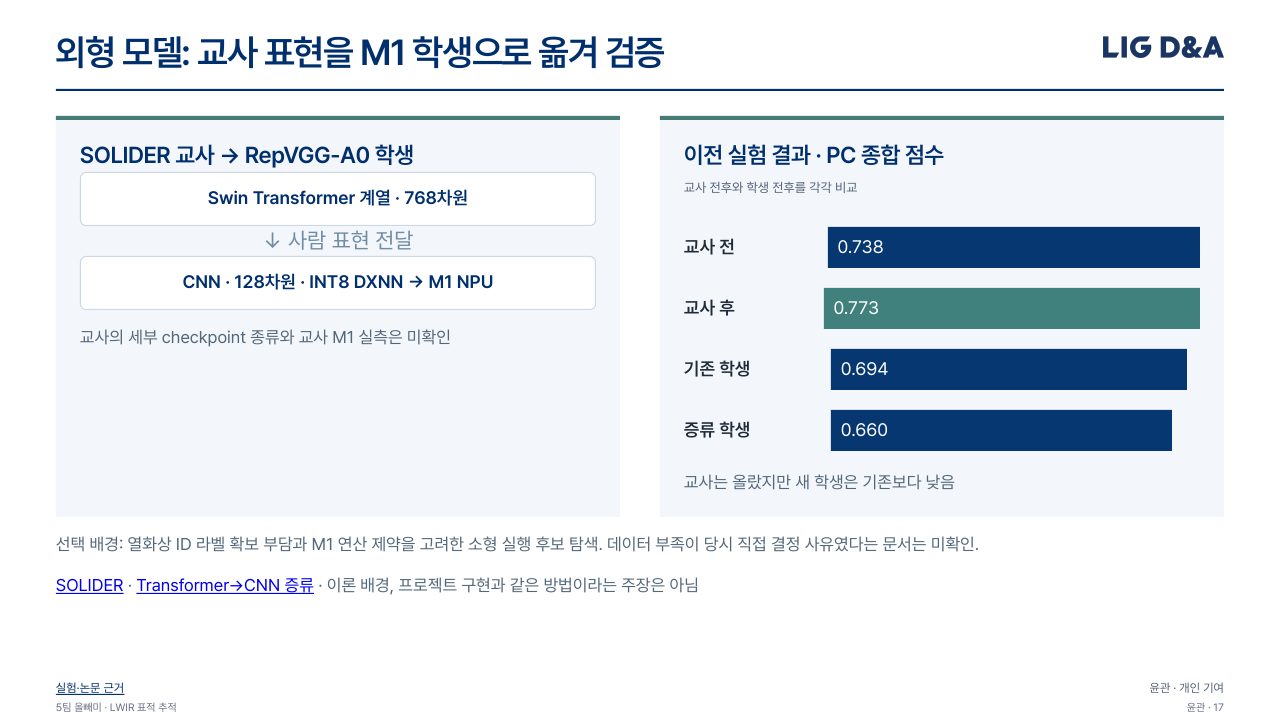 외형 모델: 교사 표현을 M1 학생으로 옮겨 검증
LIG D&A
SOLIDER 교사 → RepVGG-A0 학생
Swin Transformer 계열 · 768차원
↓ 사람 표현 전달
CNN · 128차원 · INT8 DXNN → M1 NPU
교사의 세부 checkpoint 종류와 교사 M1 실측은 미확인
이전 실험 결과 · PC 종합 점수
교사 전후와 학생 전후를 각각 비교
교사 전 0.738
교사 후 0.773
기존 학생 0.694
증류 학생 0.660
교사는 올랐지만 새 학생은 기존보다 낮음
선택 배경: 열화상 ID 라벨 확보 부담과 M1 연산 제약을 고려한 소형 실행 후보 탐색. 데이터 부족이 당시 직접 결정 사유였다는 문서는 미확인.
SOLIDER · Transformer→CNN 증류 · 이론 배경, 프로젝트 구현과 같은 방법이라는 주장은 아님
실험·논문 근거
5팀 올빼미 · LWIR 표적 추적
윤관 · 개인 기여
윤관 · 17